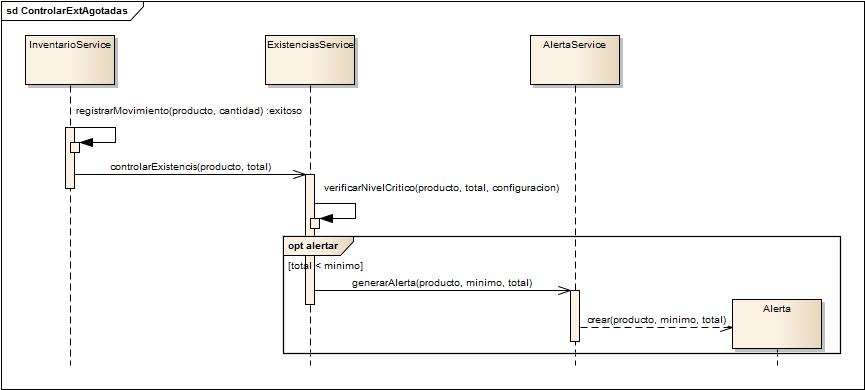 sd ControlarExtAgotadas
InventarioService
ExistenciasService
AlertaService
registrarMovimiento(producto, cantidad) :exitoso
controlarExistencis(producto, total)
verificarNivelCritico(producto, total, configuracion)
opt alertar
[total < minimo]
generarAlerta(producto, minimo, total)
Alerta
crear(producto, minimo, total)